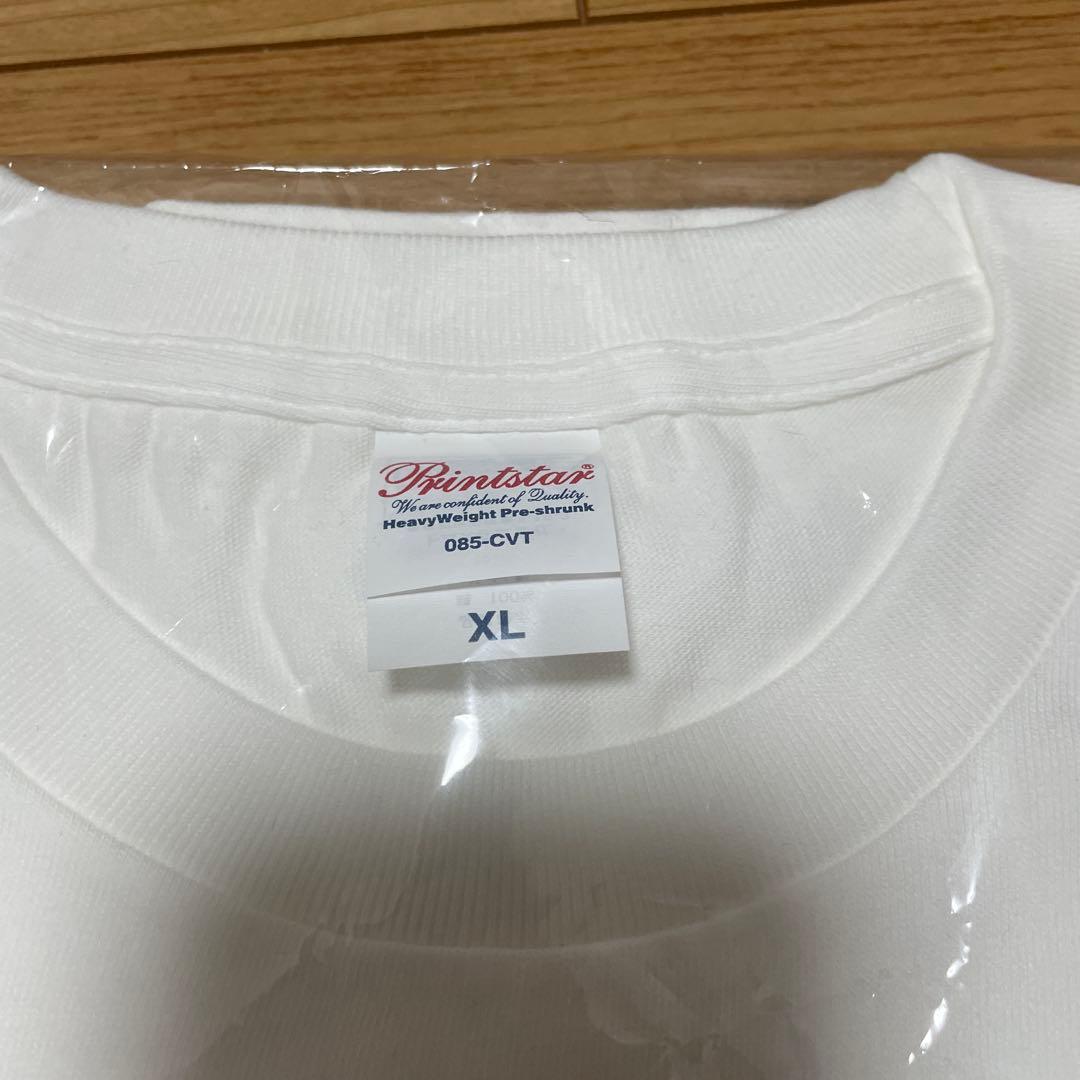 Printstar®
We are confident of Quality.
HeavyWeight Pre-shrunk
085-CVT
XL